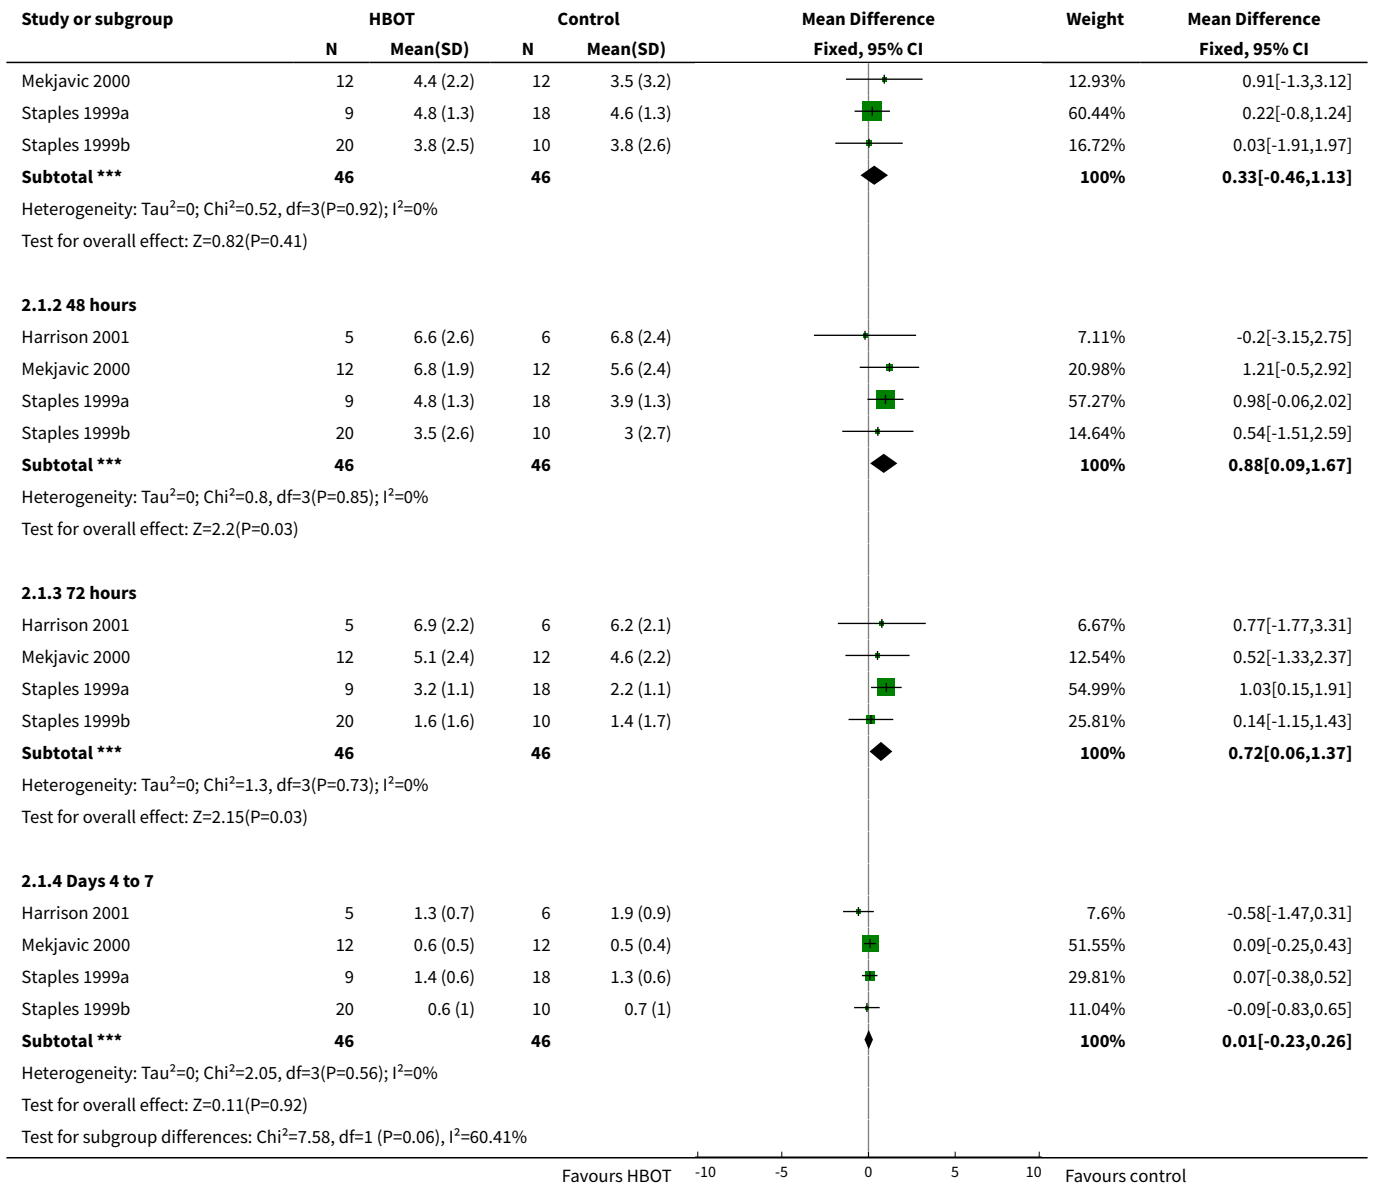 Study or subgroup HBOT Control Mean Difference Weight Mean Difference
N Mean(SD) N Mean(SD) Fixed, 95% CI Fixed, 95% CI
Mekjavic 2000 12 4.4 (2.2) 12 3.5 (3.2) 12.93% 0.91[-1.3,3.12]
Staples 1999a 9 4.8 (1.3) 18 4.6 (1.3) 60.44% 0.22[-0.8,1.24]
Staples 1999b 20 3.8 (2.5) 10 3.8 (2.6) 16.72% 0.03[-1.91,1.97]
Subtotal *** 46 46 100% 0.33[-0.46,1.13]
Heterogeneity: Tau²=0; Chi²=0.52, df=3(P=0.92); I²=0%
Test for overall effect: Z=0.82(P=0.41)
2.1.2 48 hours
Harrison 2001 5 6.6 (2.6) 6 6.8 (2.4) 7.11% -0.2[-3.15,2.75]
Mekjavic 2000 12 6.8 (1.9) 12 5.6 (2.4) 20.98% 1.21[-0.5,2.92]
Staples 1999a 9 4.8 (1.3) 18 3.9 (1.3) 57.27% 0.98[-0.06,2.02]
Staples 1999b 20 3.5 (2.6) 10 3 (2.7) 14.64% 0.54[-1.51,2.59]
Subtotal *** 46 46 100% 0.88[0.09,1.67]
Heterogeneity: Tau²=0; Chi²=0.8, df=3(P=0.85); I²=0%
Test for overall effect: Z=2.2(P=0.03)
2.1.3 72 hours
Harrison 2001 5 6.9 (2.2) 6 6.2 (2.1) 6.67% 0.77[-1.77,3.31]
Mekjavic 2000 12 5.1 (2.4) 12 4.6 (2.2) 12.54% 0.52[-1.33,2.37]
Staples 1999a 9 3.2 (1.1) 18 2.2 (1.1) 54.99% 1.03[0.15,1.91]
Staples 1999b 20 1.6 (1.6) 10 1.4 (1.7) 25.81% 0.14[-1.15,1.43]
Subtotal *** 46 46 100% 0.72[0.06,1.37]
Heterogeneity: Tau²=0; Chi²=1.3, df=3(P=0.73); I²=0%
Test for overall effect: Z=2.15(P=0.03)
2.1.4 Days 4 to 7
Harrison 2001 5 1.3 (0.7) 6 1.9 (0.9) 7.6% -0.58[-1.47,0.31]
Mekjavic 2000 12 0.6 (0.5) 12 0.5 (0.4) 51.55% 0.09[-0.25,0.43]
Staples 1999a 9 1.4 (0.6) 18 1.3 (0.6) 29.81% 0.07[-0.38,0.52]
Staples 1999b 20 0.6 (1) 10 0.7 (1) 11.04% -0.09[-0.83,0.65]
Subtotal *** 46 46 100% 0.01[-0.23,0.26]
Heterogeneity: Tau²=0; Chi²=2.05, df=3(P=0.56); I²=0%
Test for overall effect: Z=0.11(P=0.92)
Test for subgroup differences: Chi²=7.58, df=1 (P=0.06), I²=60.41%
Favours HBOT -10 -5 0 5 10 Favours control